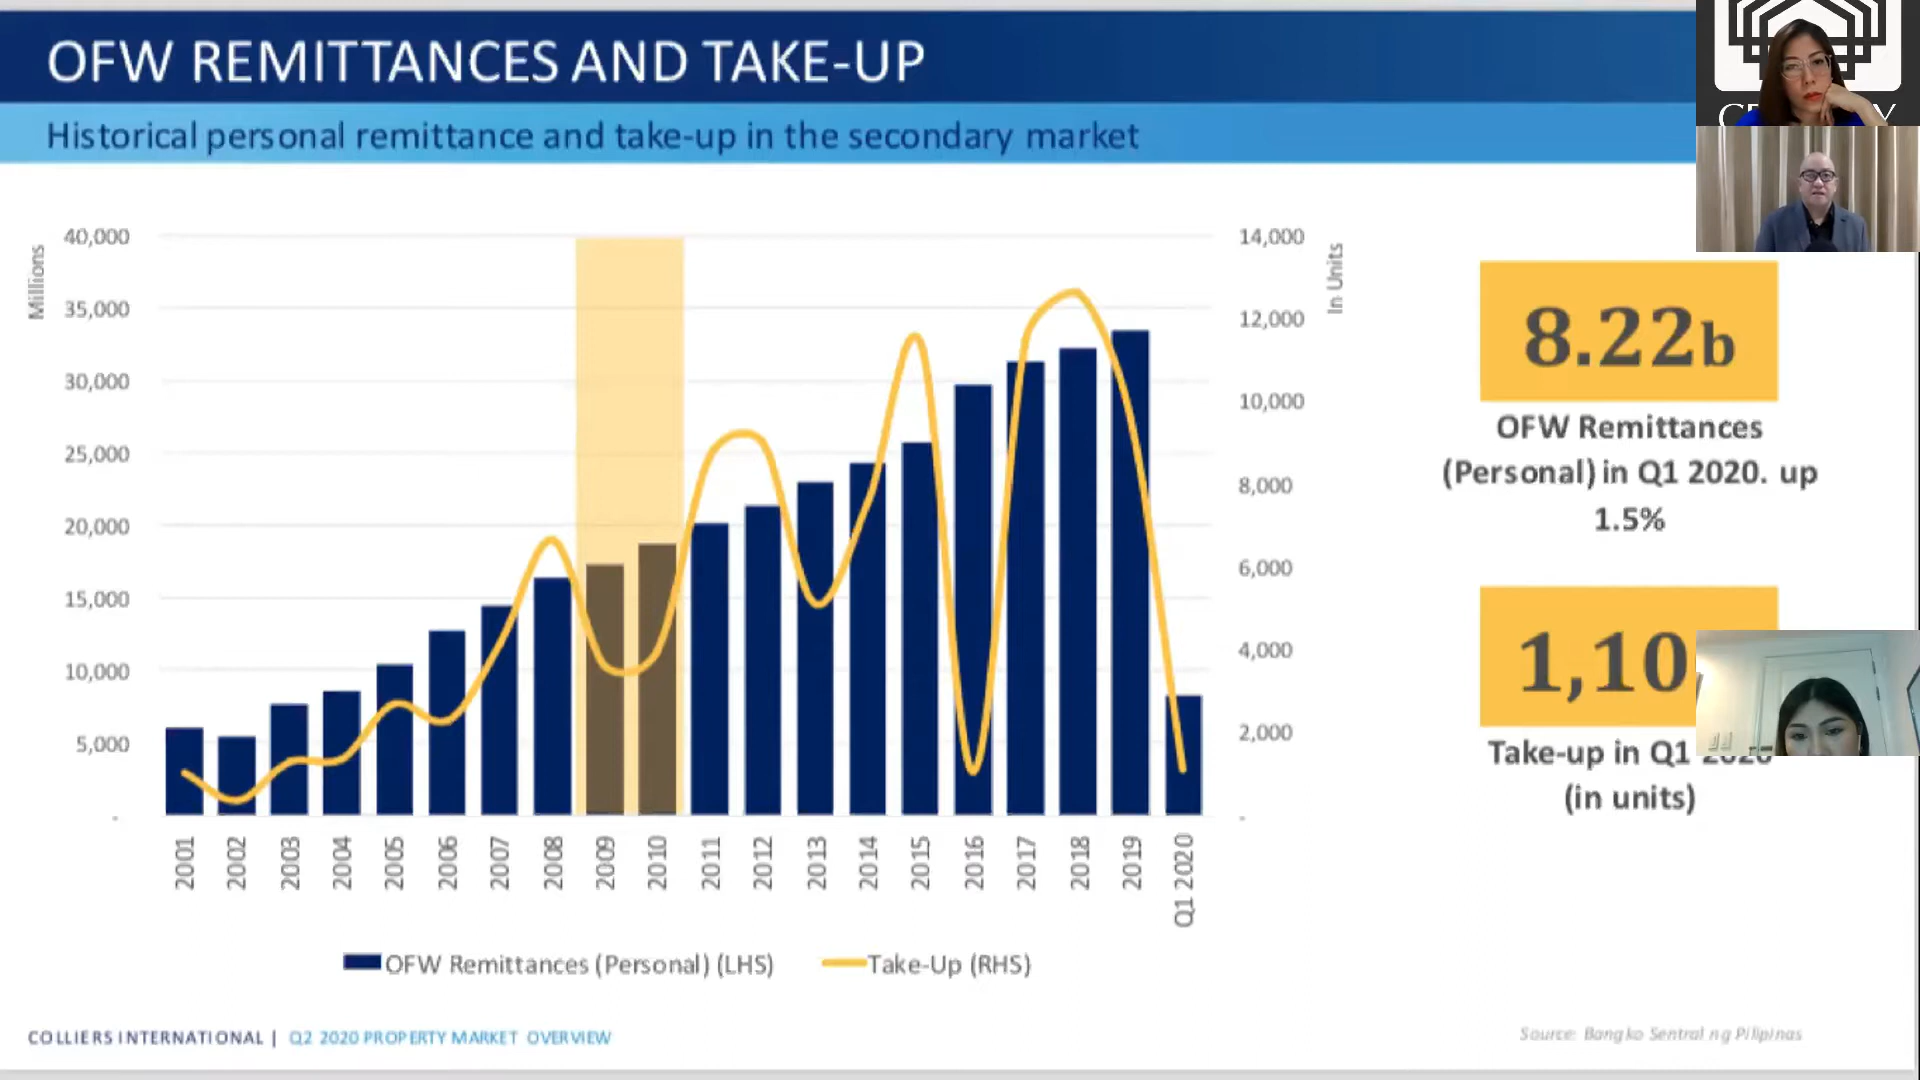 OFW REMITTANCES AND TAKE-UP
Historical personal remittance and take-up in the secondary market
Millions
40,000
35,000
30,000
25,000
20,000
15,000
10,000
5,000
-
14,000
12,000
10,000
8,000
6,000
4,000
2,000
-
In Units
2001
2002
2003
2004
2005
2006
2007
2008
2009
2010
2011
2012
2013
2014
2015
2016
2017
2018
2019
Q1 2020
OFW Remittances (Personal) (LHS)
Take-Up (RHS)
8.22b
OFW Remittances
(Personal) in Q1 2020. up
1.5%
1,10
Take-up in Q1 2020
(in units)
COLLIERS INTERNATIONAL | Q2 2020 PROPERTY MARKET OVERVIEW
Source: Bangko Sentral ng Pilipinas